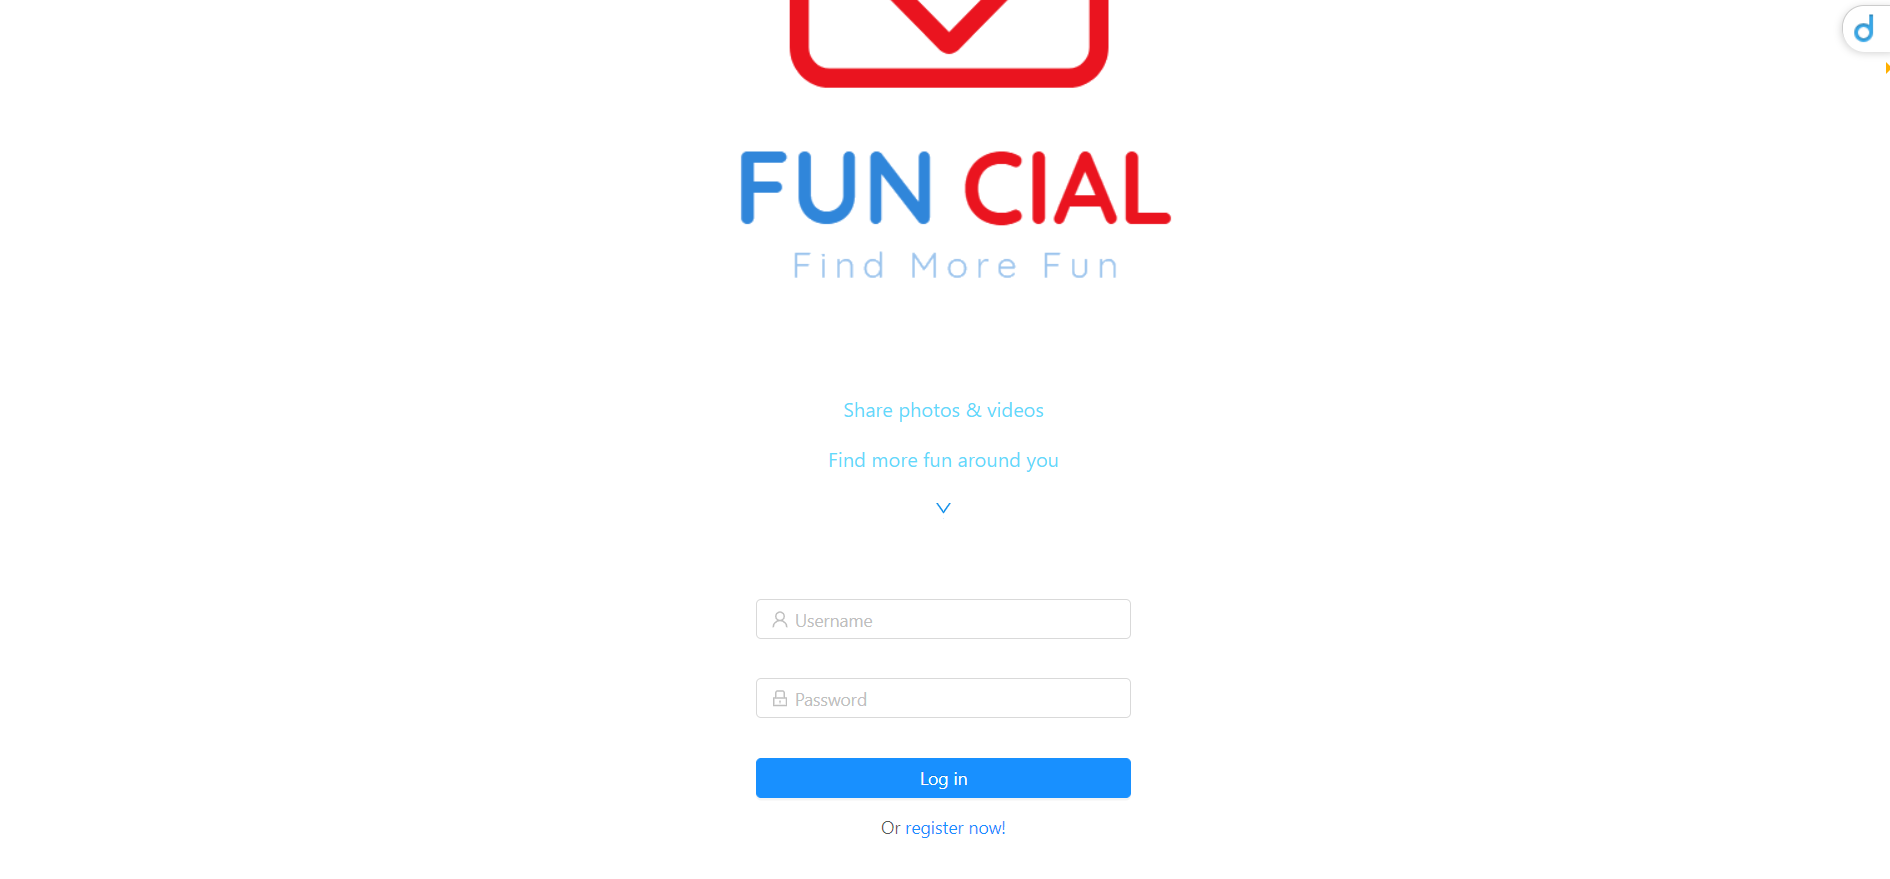 d
FUN CIAL
Find More Fun
Share photos & videos
Find more fun around you
Username
Password
Log in
Or register now!